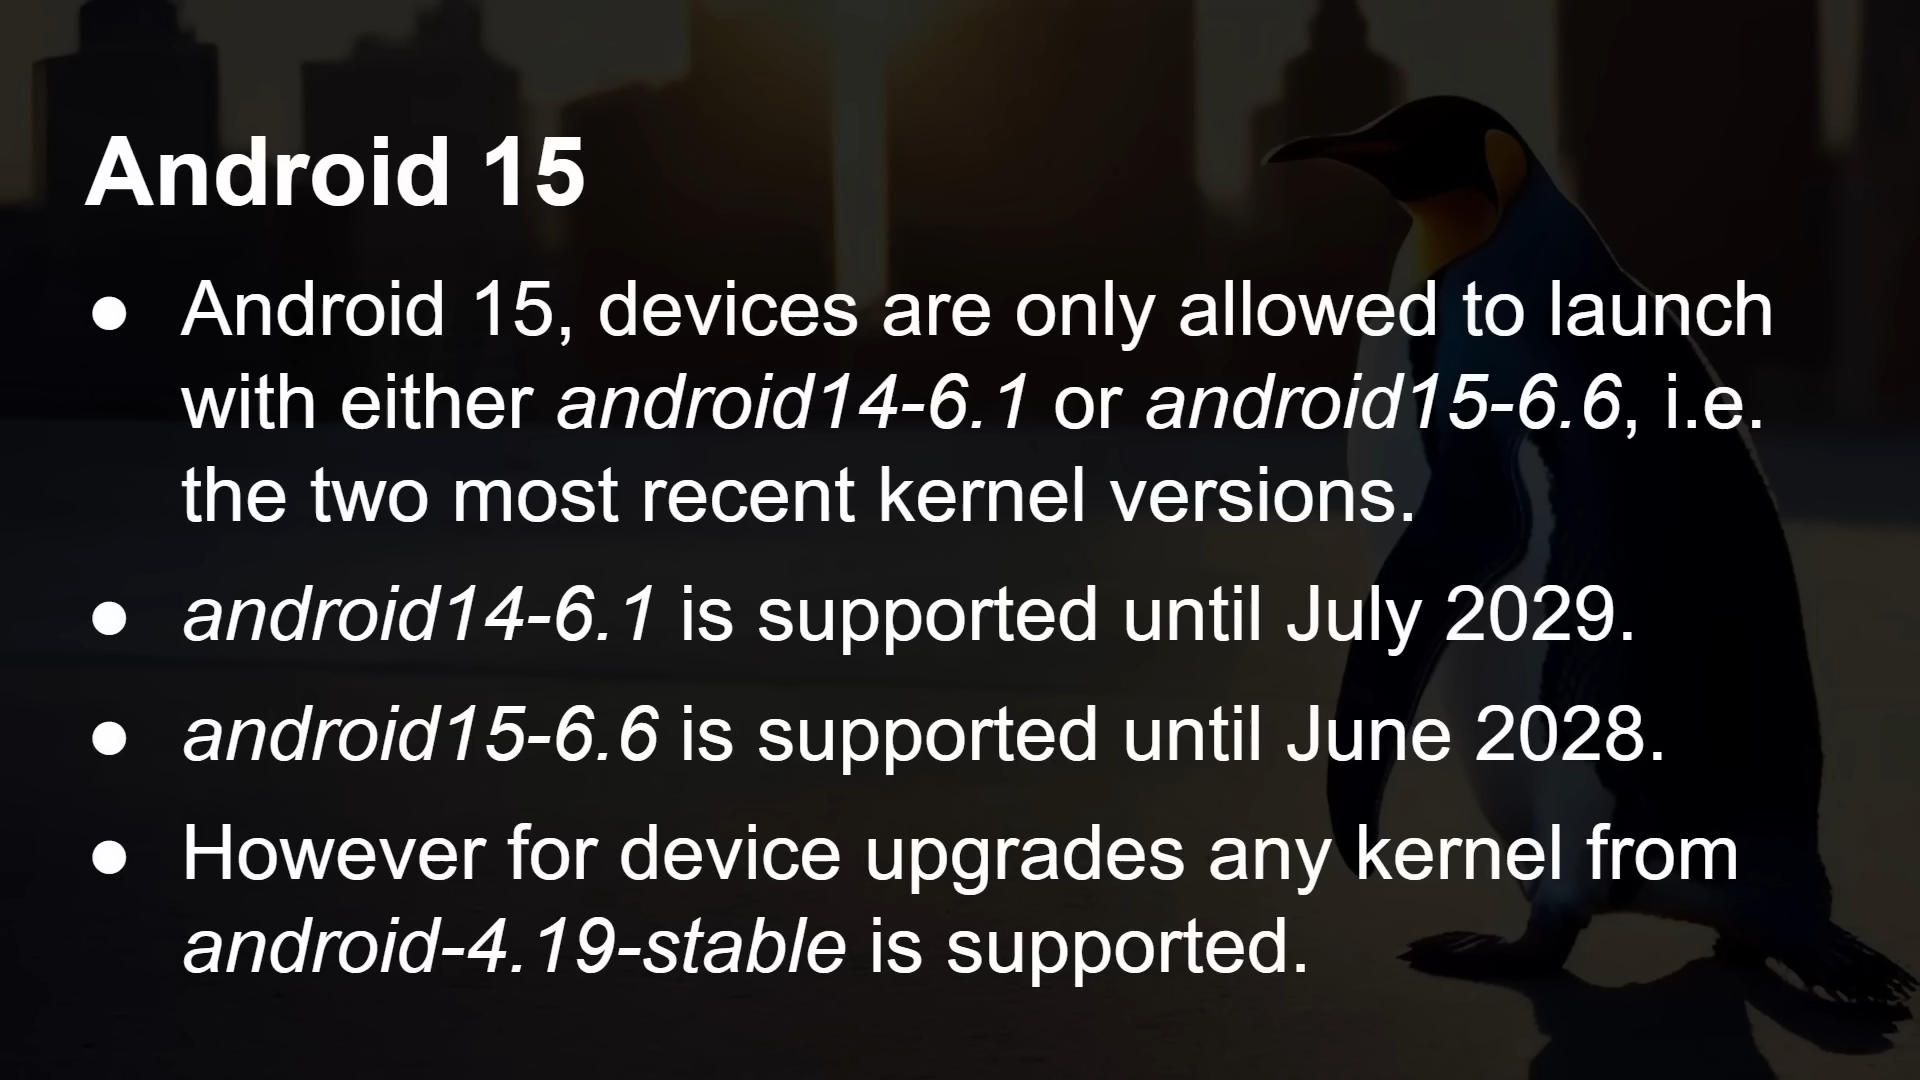 Android 15
● Android 15, devices are only allowed to launch
with either android14-6.1 or android15-6.6, i.e.
the two most recent kernel versions.
● android14-6.1 is supported until July 2029.
● android15-6.6 is supported until June 2028.
● However for device upgrades any kernel from
android-4.19-stable is supported.